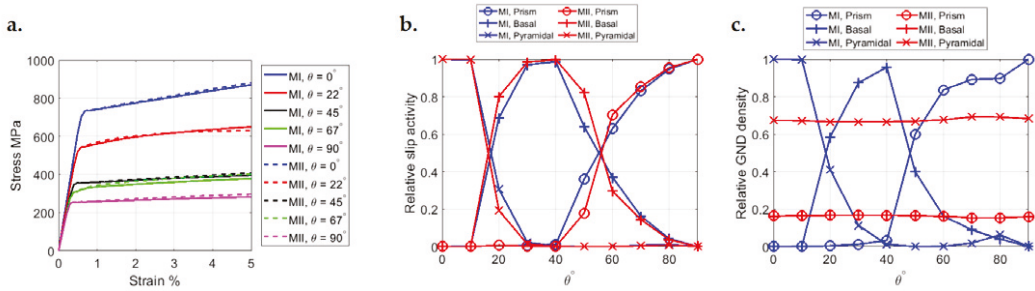 a.
Stress MPa
1000
800
600
400
200
0
0 1 2 3 4 5
Strain %
MI, θ = 0°
MI, θ = 22°
MI, θ = 45°
MI, θ = 67°
MI, θ = 90°
MII, θ = 0°
MII, θ = 22°
MII, θ = 45°
MII, θ = 67°
MII, θ = 90°
b.
MI, Prism MII, Prism
MI, Basal MII, Basal
MI, Pyramidal MII, Pyramidal
Relative slip activity
1
0.8
0.6
0.4
0.2
0
0 20 40 60 80
θ°
c.
MI, Prism MII, Prism
MI, Basal MII, Basal
MI, Pyramidal MII, Pyramidal
Relative GND density
1
0.8
0.6
0.4
0.2
0
0 20 40 60 80
θ°